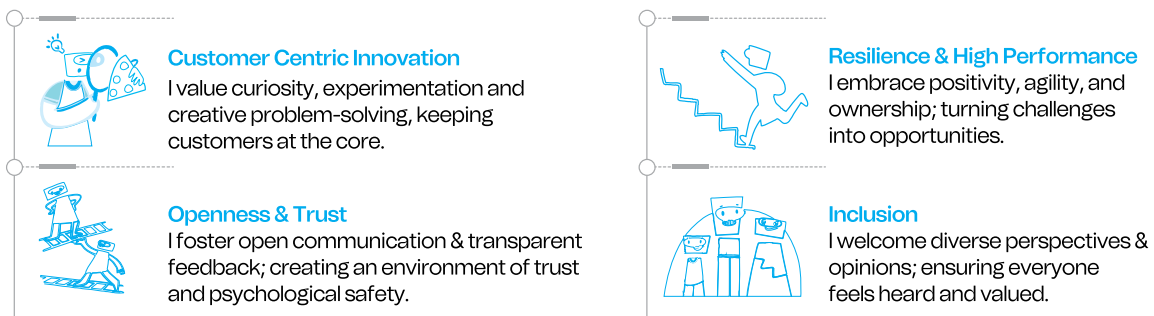 Customer Centric Innovation
I value curiosity, experimentation and
creative problem-solving, keeping
customers at the core.
Openness & Trust
I foster open communication & transparent
feedback; creating an environment of trust
and psychological safety.
Resilience & High Performance
I embrace positivity, agility, and
ownership; turning challenges
into opportunities.
Inclusion
I welcome diverse perspectives &
opinions; ensuring everyone
feels heard and valued.